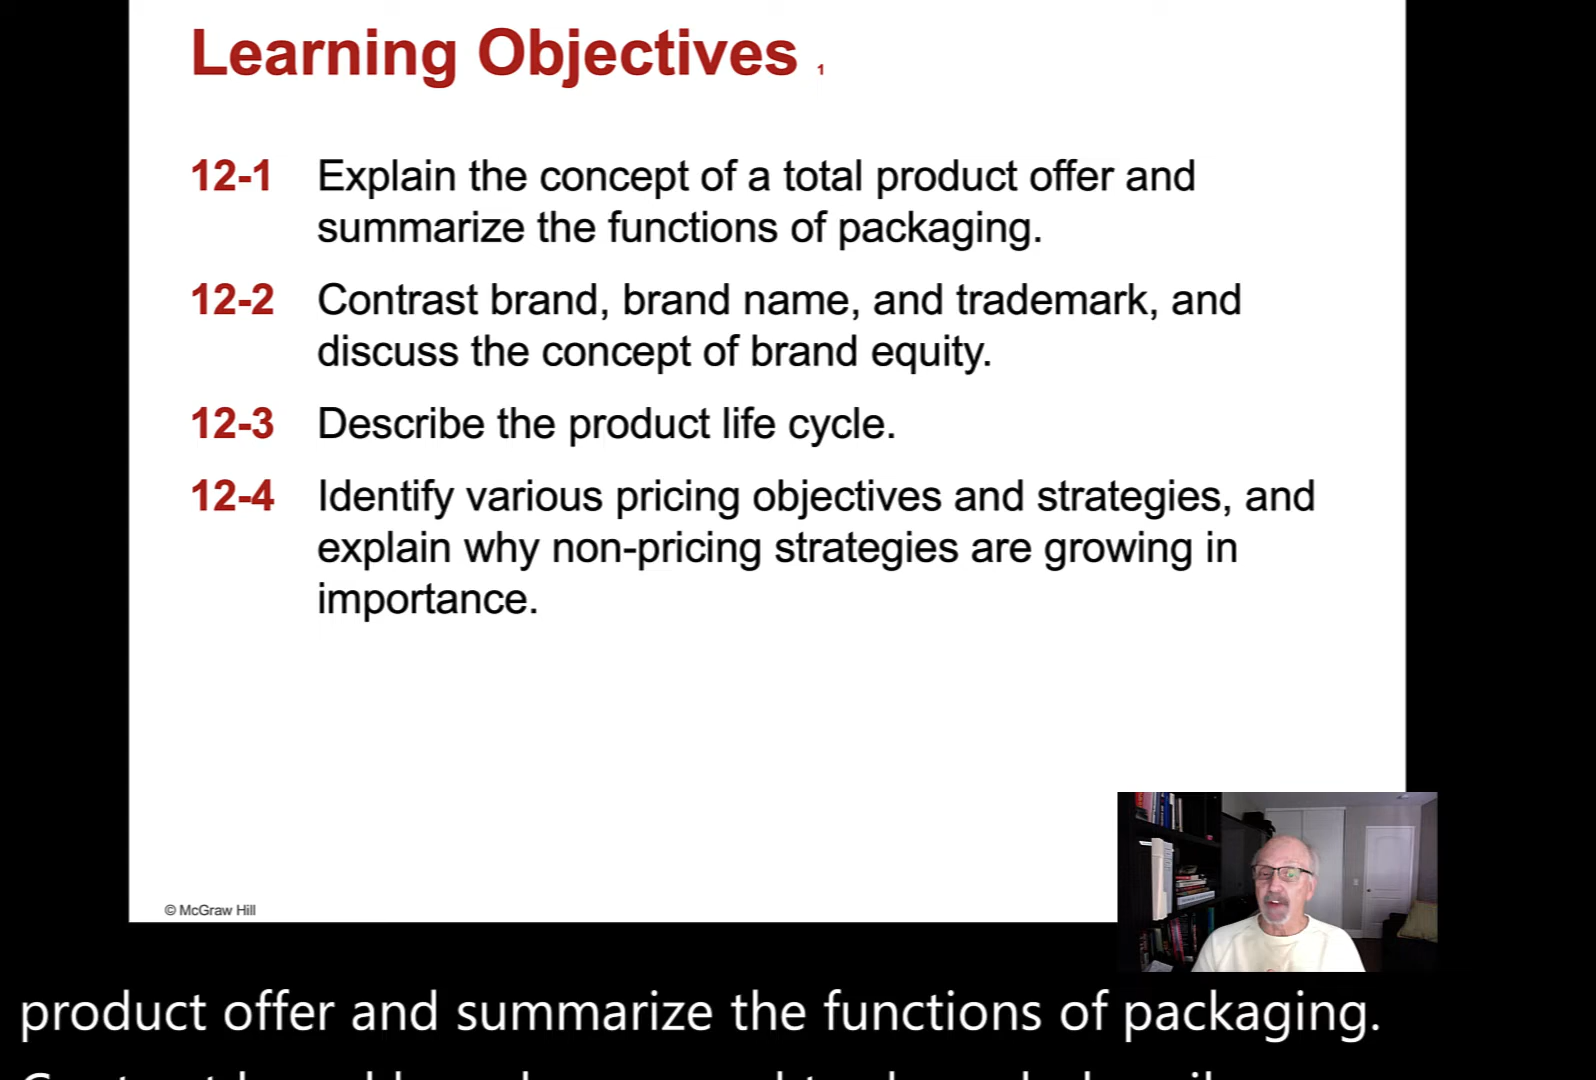 Learning Objectives 1
12-1 Explain the concept of a total product offer and
summarize the functions of packaging.
12-2 Contrast brand, brand name, and trademark, and
discuss the concept of brand equity.
12-3 Describe the product life cycle.
12-4 Identify various pricing objectives and strategies, and
explain why non-pricing strategies are growing in
importance.
© McGraw Hill
product offer and summarize the functions of packaging.